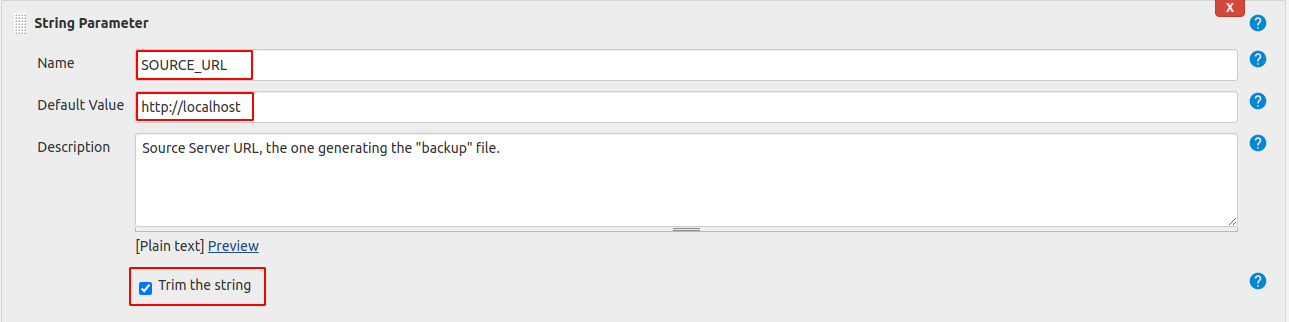 X
String Parameter
?
Name
SOURCE_URL
?
Default Value
http://localhost
?
Description
Source Server URL, the one generating the "backup" file.
?
[Plain text] Preview
Trim the string
?